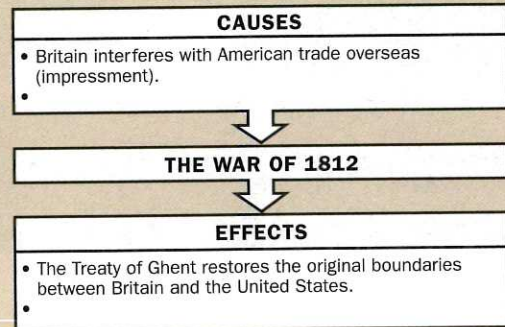 CAUSES
• Britain interferes with American trade overseas
(impressment).
•
THE WAR OF 1812
EFFECTS
• The Treaty of Ghent restores the original boundaries
between Britain and the United States.
•